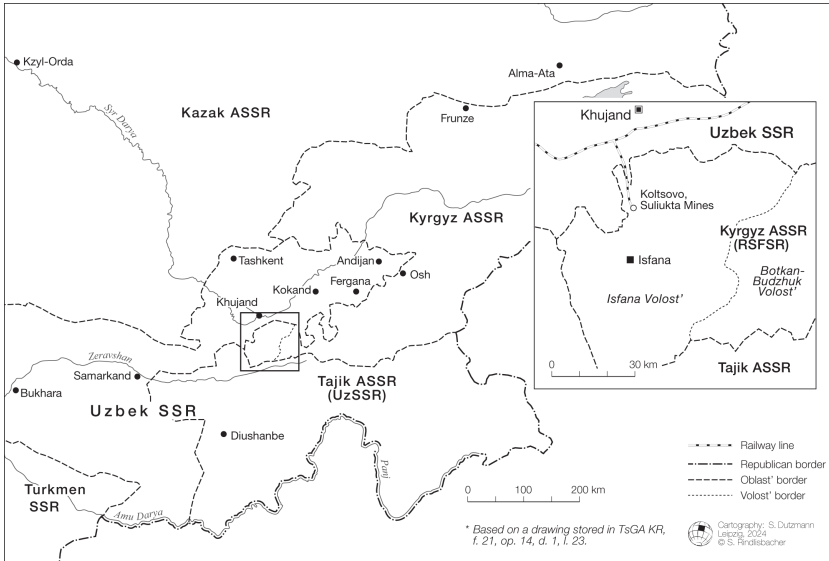 Kzyl-Orda
Syr Darya
Kazak ASSR
Alma-Ata
Frunze
Kyrgyz ASSR
Tashkent
Andijan
Osh
Kokand
Fergana
Khujand
Zeravshan
Samarkand
Bukhara
Uzbek SSR
Tajik ASSR
(UzSSR)
Diushanbe
Turkmen
SSR
Amu Darya
Panj
Khujand
Uzbek SSR
Koltsovo,
Suliukta Mines
Kyrgyz ASSR
(RSFSR)
Isfana
Botkan-
Budzhuk
Volost'
Isfana Volost'
0 30 km
Tajik ASSR
0 100 200 km
Railway line
Republican border
Oblast' border
Volost' border
* Based on a drawing stored in TsGA KR,
f. 21, op. 14, d. 1, l. 23.
Cartography: S. Dutzmann
Leipzig, 2024
© S. Rindlisbacher